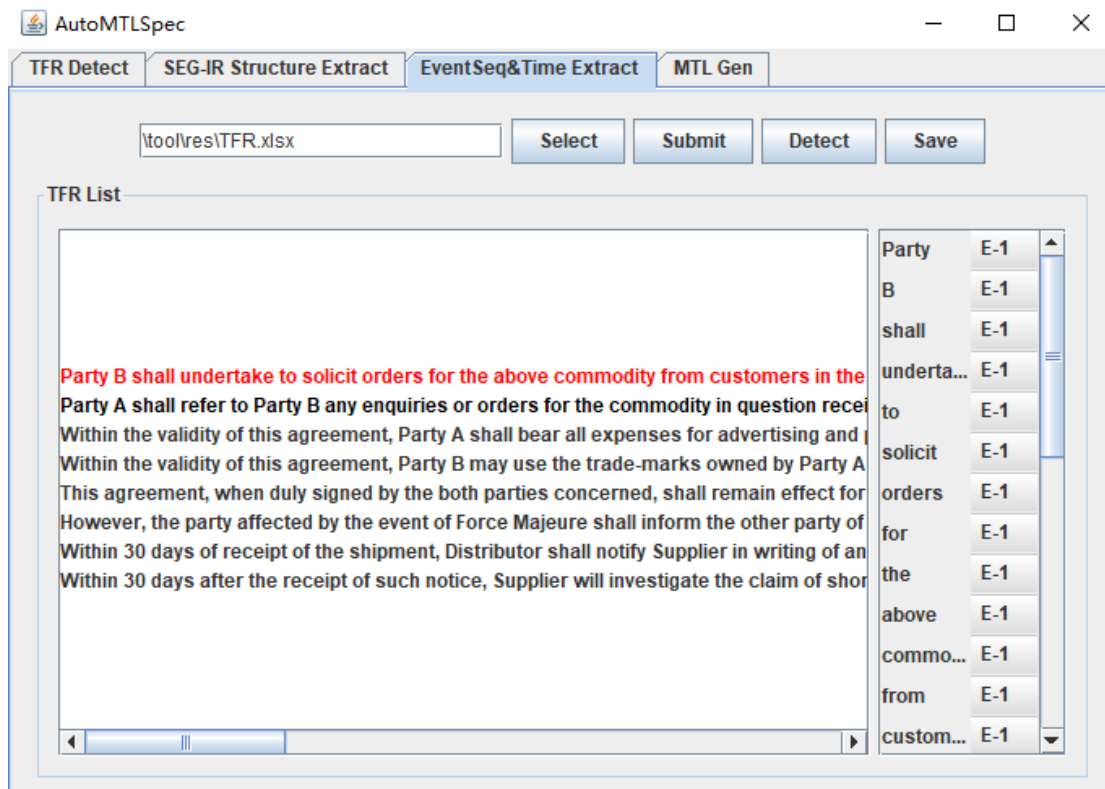 AutoMTLSpec
TFR Detect SEG-IR Structure Extract EventSeq&Time Extract MTL Gen
\tool\res\TFR.xlsx Select Submit Detect Save
TFR List
Party B shall undertake to solicit orders for the above commodity from customers in the
Party A shall refer to Party B any enquiries or orders for the commodity in question recei
Within the validity of this agreement, Party A shall bear all expenses for advertising and
Within the validity of this agreement, Party B may use the trade-marks owned by Party A
This agreement, when duly signed by the both parties concerned, shall remain effect for
However, the party affected by the event of Force Majeure shall inform the other party of
Within 30 days of receipt of the shipment, Distributor shall notify Supplier in writing of an
Within 30 days after the receipt of such notice, Supplier will investigate the claim of shor
Party E-1
B E-1
shall E-1
underta... E-1
to E-1
solicit E-1
orders E-1
for E-1
the E-1
above E-1
commo... E-1
from E-1
custom... E-1